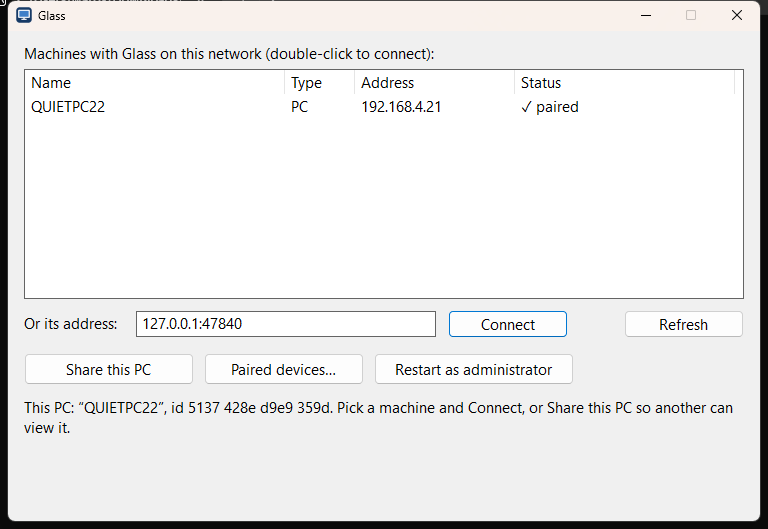 Glass
Machines with Glass on this network (double-click to connect):
Name Type Address Status
QUIETPC22 PC 192.168.4.21 ✓ paired
Or its address: 127.0.0.1:47840 Connect Refresh
Share this PC Paired devices... Restart as administrator
This PC: “QUIETPC22”, id 5137 428e d9e9 359d. Pick a machine and Connect, or Share this PC so another can
view it.